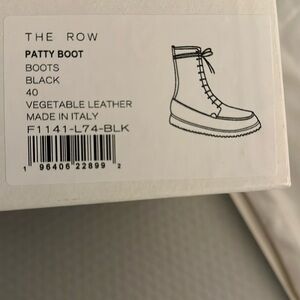 THE ROW
PATTY BOOT
BOOTS
BLACK
40
VEGETABLE LEATHER
MADE IN ITALY
F1141-L74-BLK
1 96406 22899 2